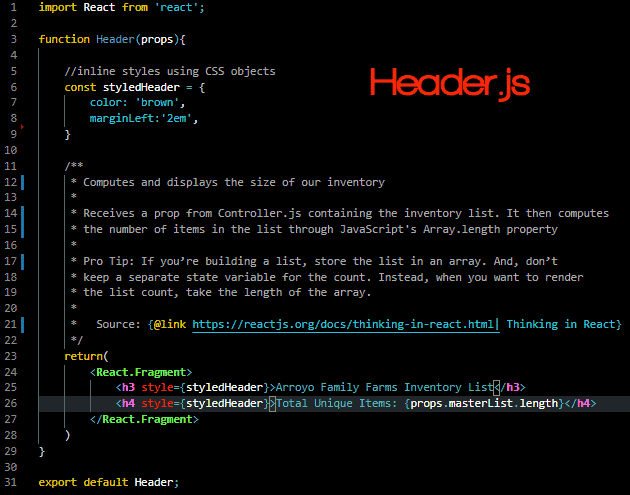 1 import React from 'react';
2
3 function Header(props){
4
Header.js
5 //inline styles using CSS objects
6 const styledHeader = {
7 color: 'brown',
8 marginLeft:'2em',
9 }
10
11 /**
12 * Computes and displays the size of our inventory
13 *
14 * Receives a prop from Controller.js containing the inventory list. It then computes
15 * the number of items in the list through JavaScript's Array.length property
16 *
17 * Pro Tip: If you’re building a list, store the list in an array. And, don’t
18 * keep a separate state variable for the count. Instead, when you want to render
19 * the list count, take the length of the array.
20 *
21 * Source: {@link https://reactjs.org/docs/thinking-in-react.html| Thinking in React}
22 */
23 return(
24 <React.Fragment>
25 <h3 style={styledHeader}>Arroyo Family Farms Inventory List</h3>
26 <h4 style={styledHeader}>Total Unique Items: {props.masterList.length}</h4>
27 </React.Fragment>
28 )
29 }
30
31 export default Header;